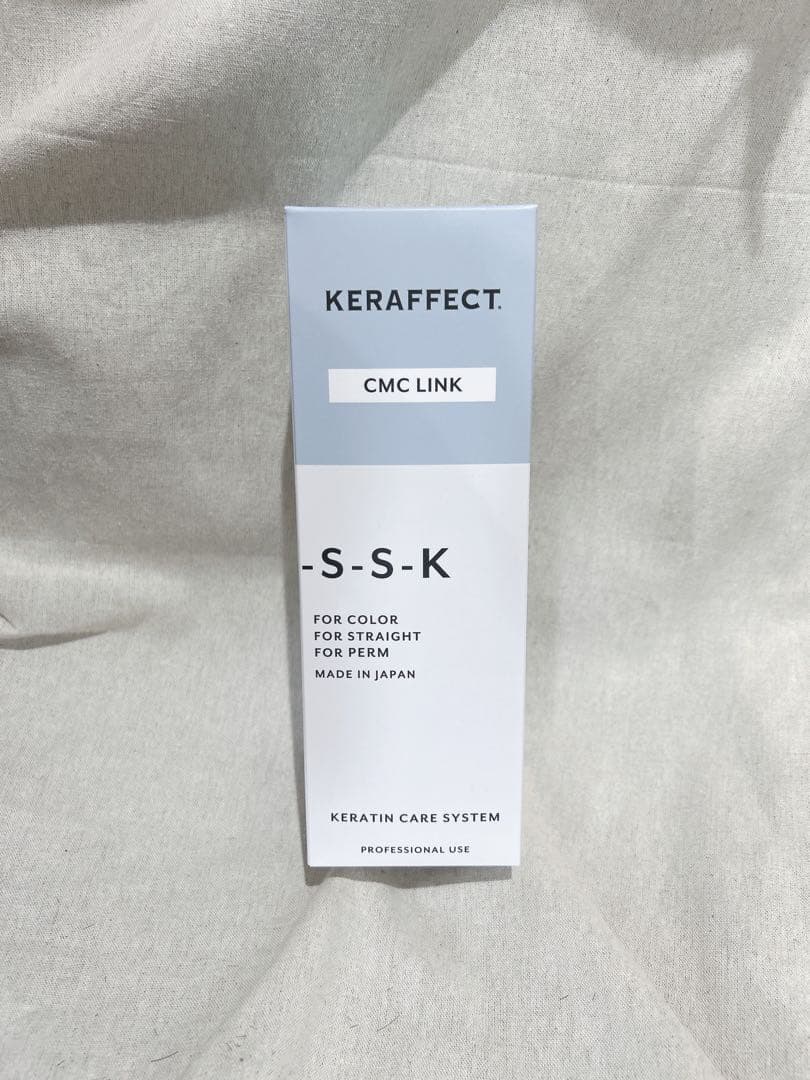 KERAFFECT.
CMC LINK
-S-S-K
FOR COLOR
FOR STRAIGHT
FOR PERM
MADE IN JAPAN
KERATIN CARE SYSTEM
PROFESSIONAL USE